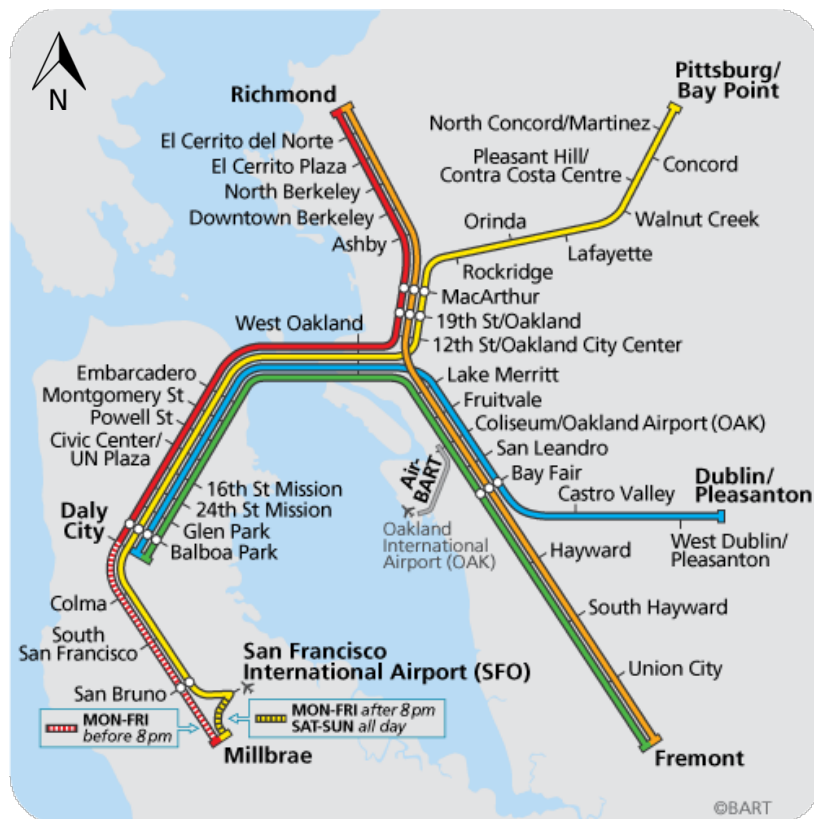 N
Richmond
El Cerrito del Norte
El Cerrito Plaza
North Berkeley
Downtown Berkeley
Ashby
Pittsburg/
Bay Point
North Concord/Martinez
Concord
Pleasant Hill/
Contra Costa Centre
Walnut Creek
Lafayette
Orinda
Rockridge
MacArthur
19th St/Oakland
12th St/Oakland City Center
West Oakland
Embarcadero
Montgomery St
Powell St
Civic Center/
UN Plaza
16th St Mission
24th St Mission
Glen Park
Balboa Park
Daly
City
Colma
South
San Francisco
San Bruno
San Francisco
International Airport (SFO)
Millbrae
MON-FRI
before 8pm
MON-FRI after 8pm
SAT-SUN all day
Lake Merritt
Fruitvale
Coliseum/Oakland Airport (OAK)
San Leandro
Bay Fair
Air-
BART
Oakland
International
Airport (OAK)
Castro Valley
West Dublin/
Pleasanton
Dublin/
Pleasanton
Hayward
South Hayward
Union City
Fremont
©BART